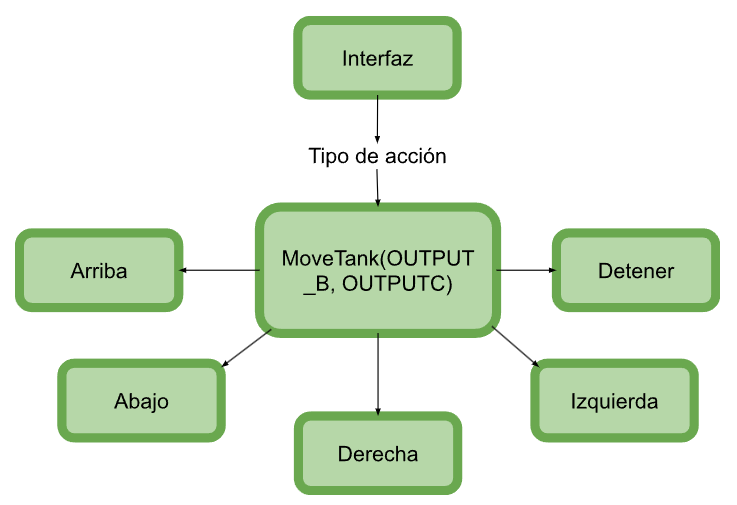 Interfaz
Tipo de acción
MoveTank(OUTPUT
_B, OUTPUTC)
Arriba
Detener
Abajo
Izquierda
Derecha